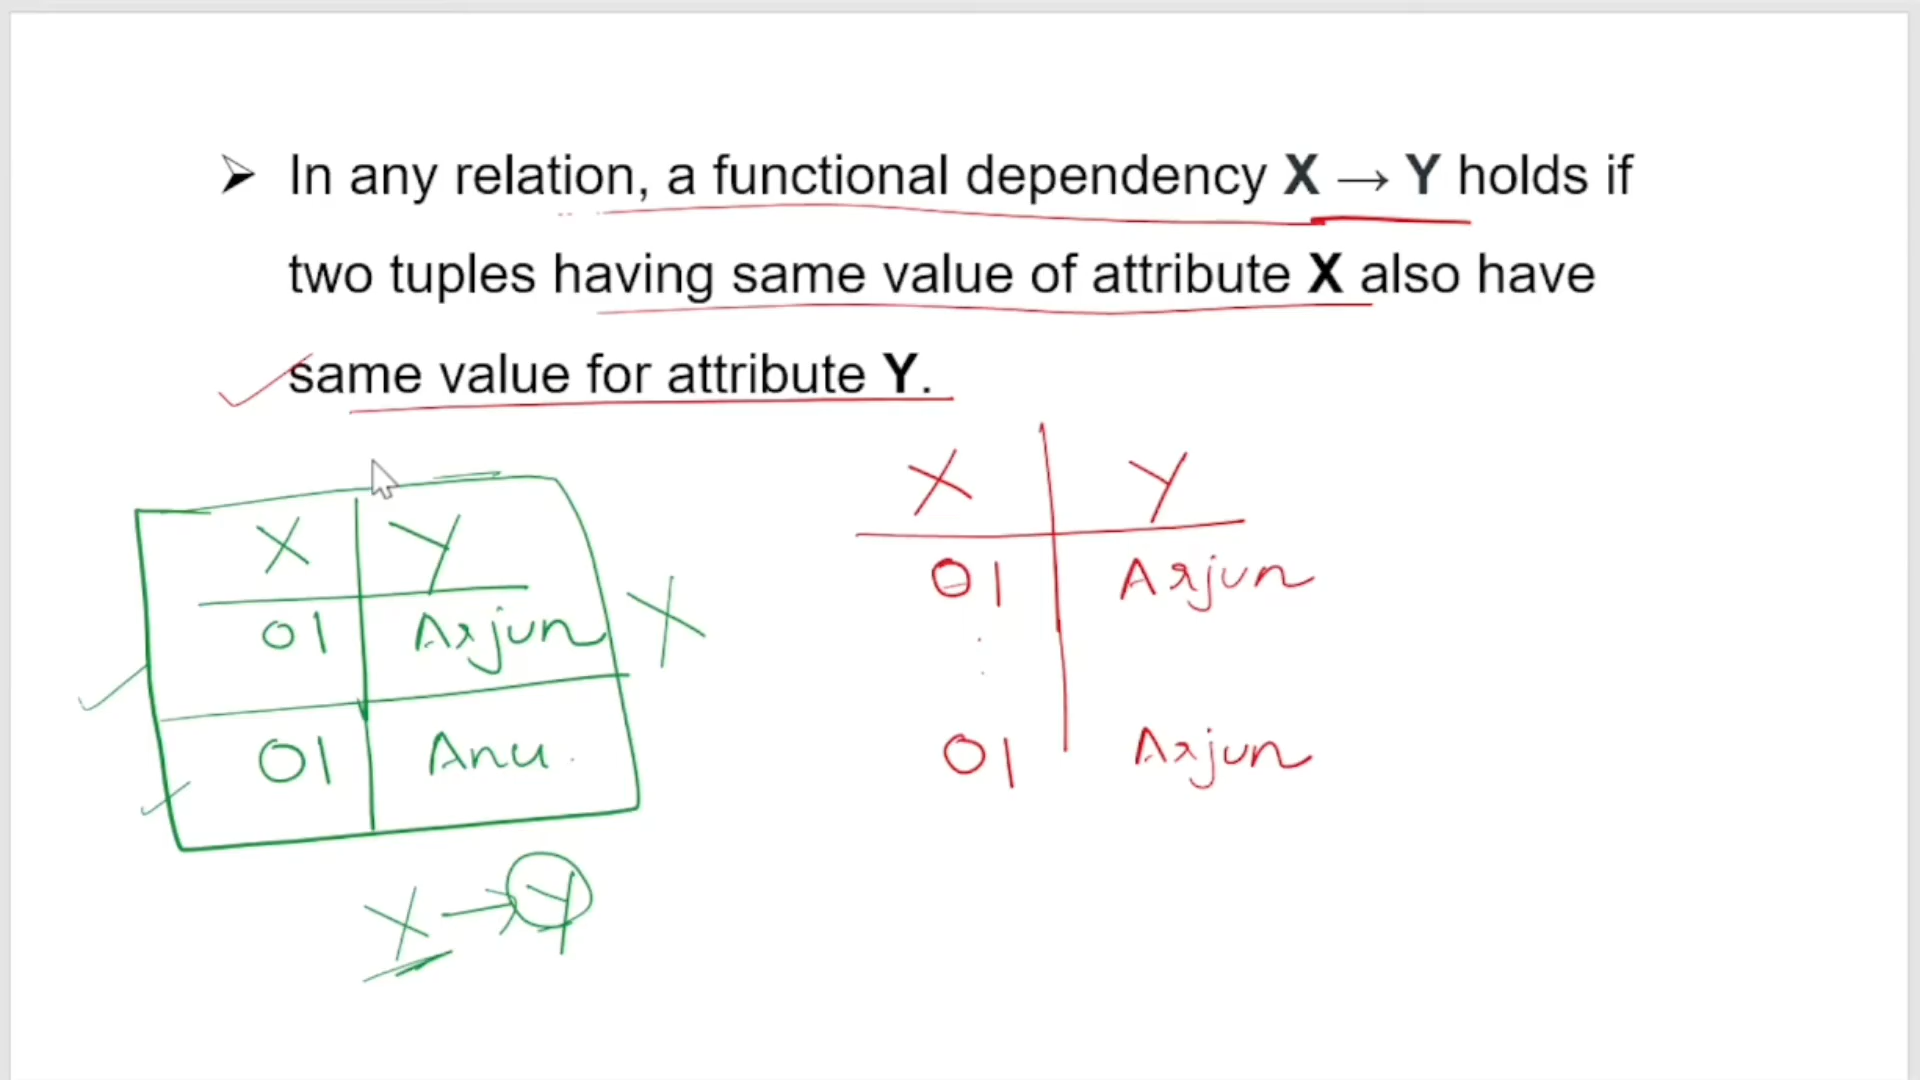 ➢ In any relation, a functional dependency X → Y holds if
two tuples having same value of attribute X also have
same value for attribute Y.
X Y
01 Arjun X
01 Anu.
X → Y
X Y
01 Arjun
01 Arjun